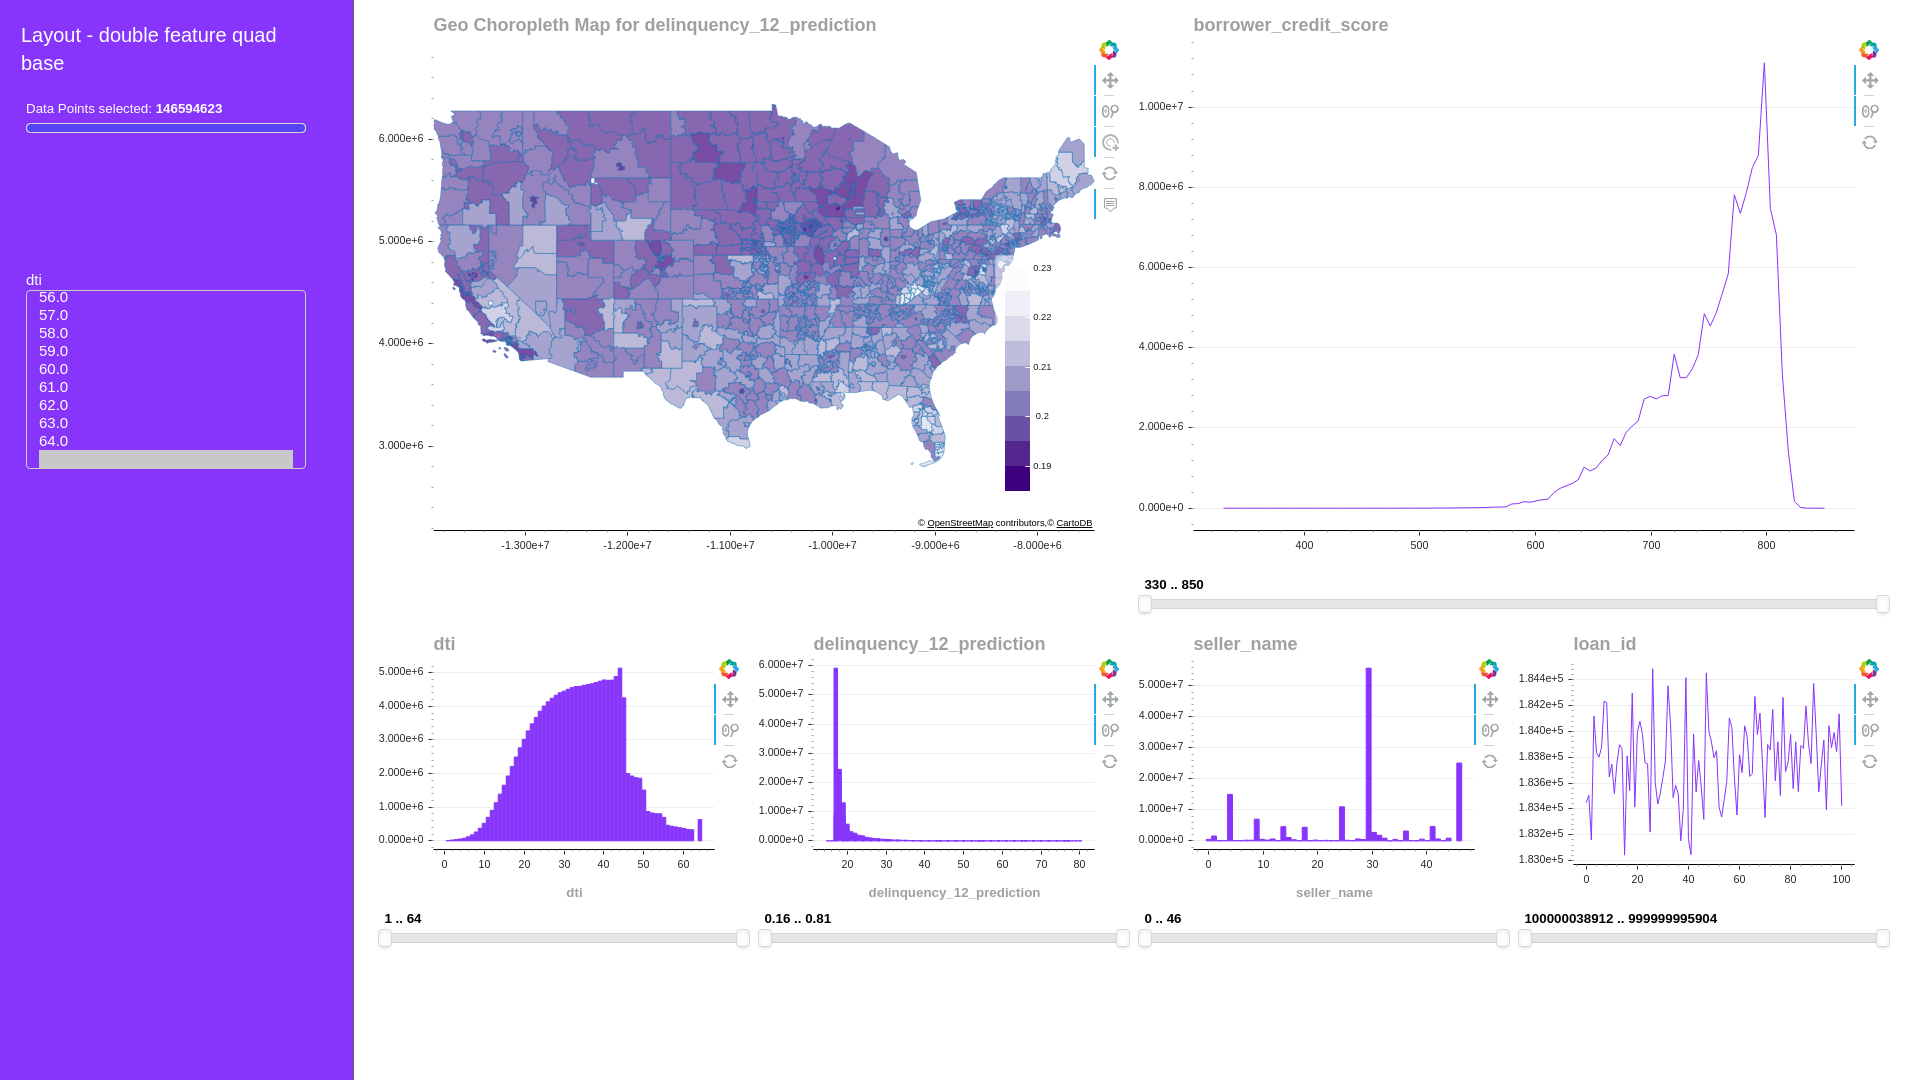 Layout - double feature quad
base
Data Points selected: 146594623
dti
56.0
57.0
58.0
59.0
60.0
61.0
62.0
63.0
64.0
Geo Choropleth Map for delinquency_12_prediction
6.000e+6
5.000e+6
4.000e+6
3.000e+6
0.23
0.22
0.21
0.2
0.19
© OpenStreetMap contributors,© CartoDB
-1.300e+7
-1.200e+7
-1.100e+7
-1.000e+7
-9.000e+6
-8.000e+6
borrower_credit_score
1.000e+7
8.000e+6
6.000e+6
4.000e+6
2.000e+6
0.000e+0
400
500
600
700
800
330 .. 850
dti
5.000e+6
4.000e+6
3.000e+6
2.000e+6
1.000e+6
0.000e+0
0
10
20
30
40
50
60
dti
1 .. 64
delinquency_12_prediction
6.000e+7
5.000e+7
4.000e+7
3.000e+7
2.000e+7
1.000e+7
0.000e+0
20
30
40
50
60
70
80
delinquency_12_prediction
0.16 .. 0.81
seller_name
5.000e+7
4.000e+7
3.000e+7
2.000e+7
1.000e+7
0.000e+0
0
10
20
30
40
seller_name
0 .. 46
loan_id
1.844e+5
1.842e+5
1.840e+5
1.838e+5
1.836e+5
1.834e+5
1.832e+5
1.830e+5
0
20
40
60
80
100
100000038912 .. 999999995904